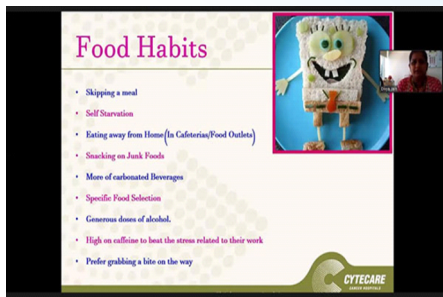 Food Habits
Skipping a meal
Self Starvation
Eating away from Home(In Cafeterias/Food Outlets)
Snacking on Junk Foods
More of carbonated Beverages
Specific Food Selection
Generous doses of alcohol.
High on caffeine to beat the stress related to their work
Prefer grabbing a bite on the way
CYTECARE
CANCER HOSPITALS